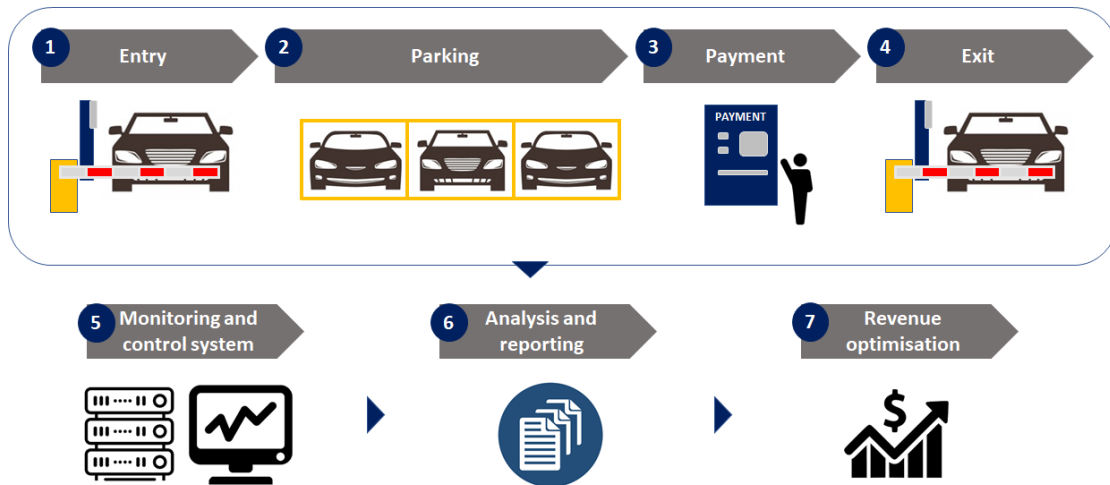 1
Entry
2
Parking
3
Payment
4
Exit
PAYMENT
5
Monitoring and
control system
6
Analysis and
reporting
7
Revenue
optimisation
$